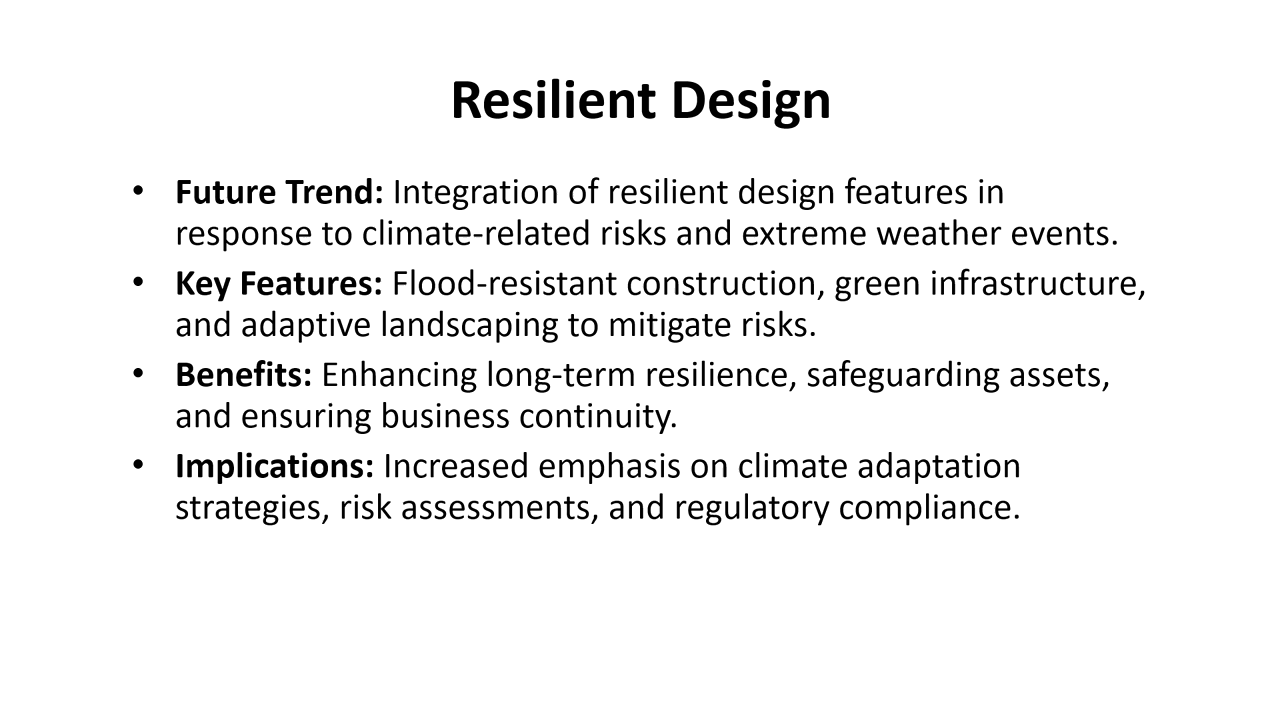 Resilient Design
• Future Trend: Integration of resilient design features in
response to climate-related risks and extreme weather events.
• Key Features: Flood-resistant construction, green infrastructure,
and adaptive landscaping to mitigate risks.
• Benefits: Enhancing long-term resilience, safeguarding assets,
and ensuring business continuity.
• Implications: Increased emphasis on climate adaptation
strategies, risk assessments, and regulatory compliance.